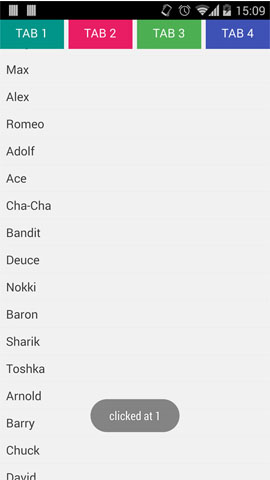 15:09
TAB 1 TAB 2 TAB 3 TAB 4
Max
Alex
Romeo
Adolf
Ace
Cha-Cha
Bandit
Deuce
Nokki
Baron
Sharik
Toshka
Arnold
clicked at 1
Barry
Chuck
David